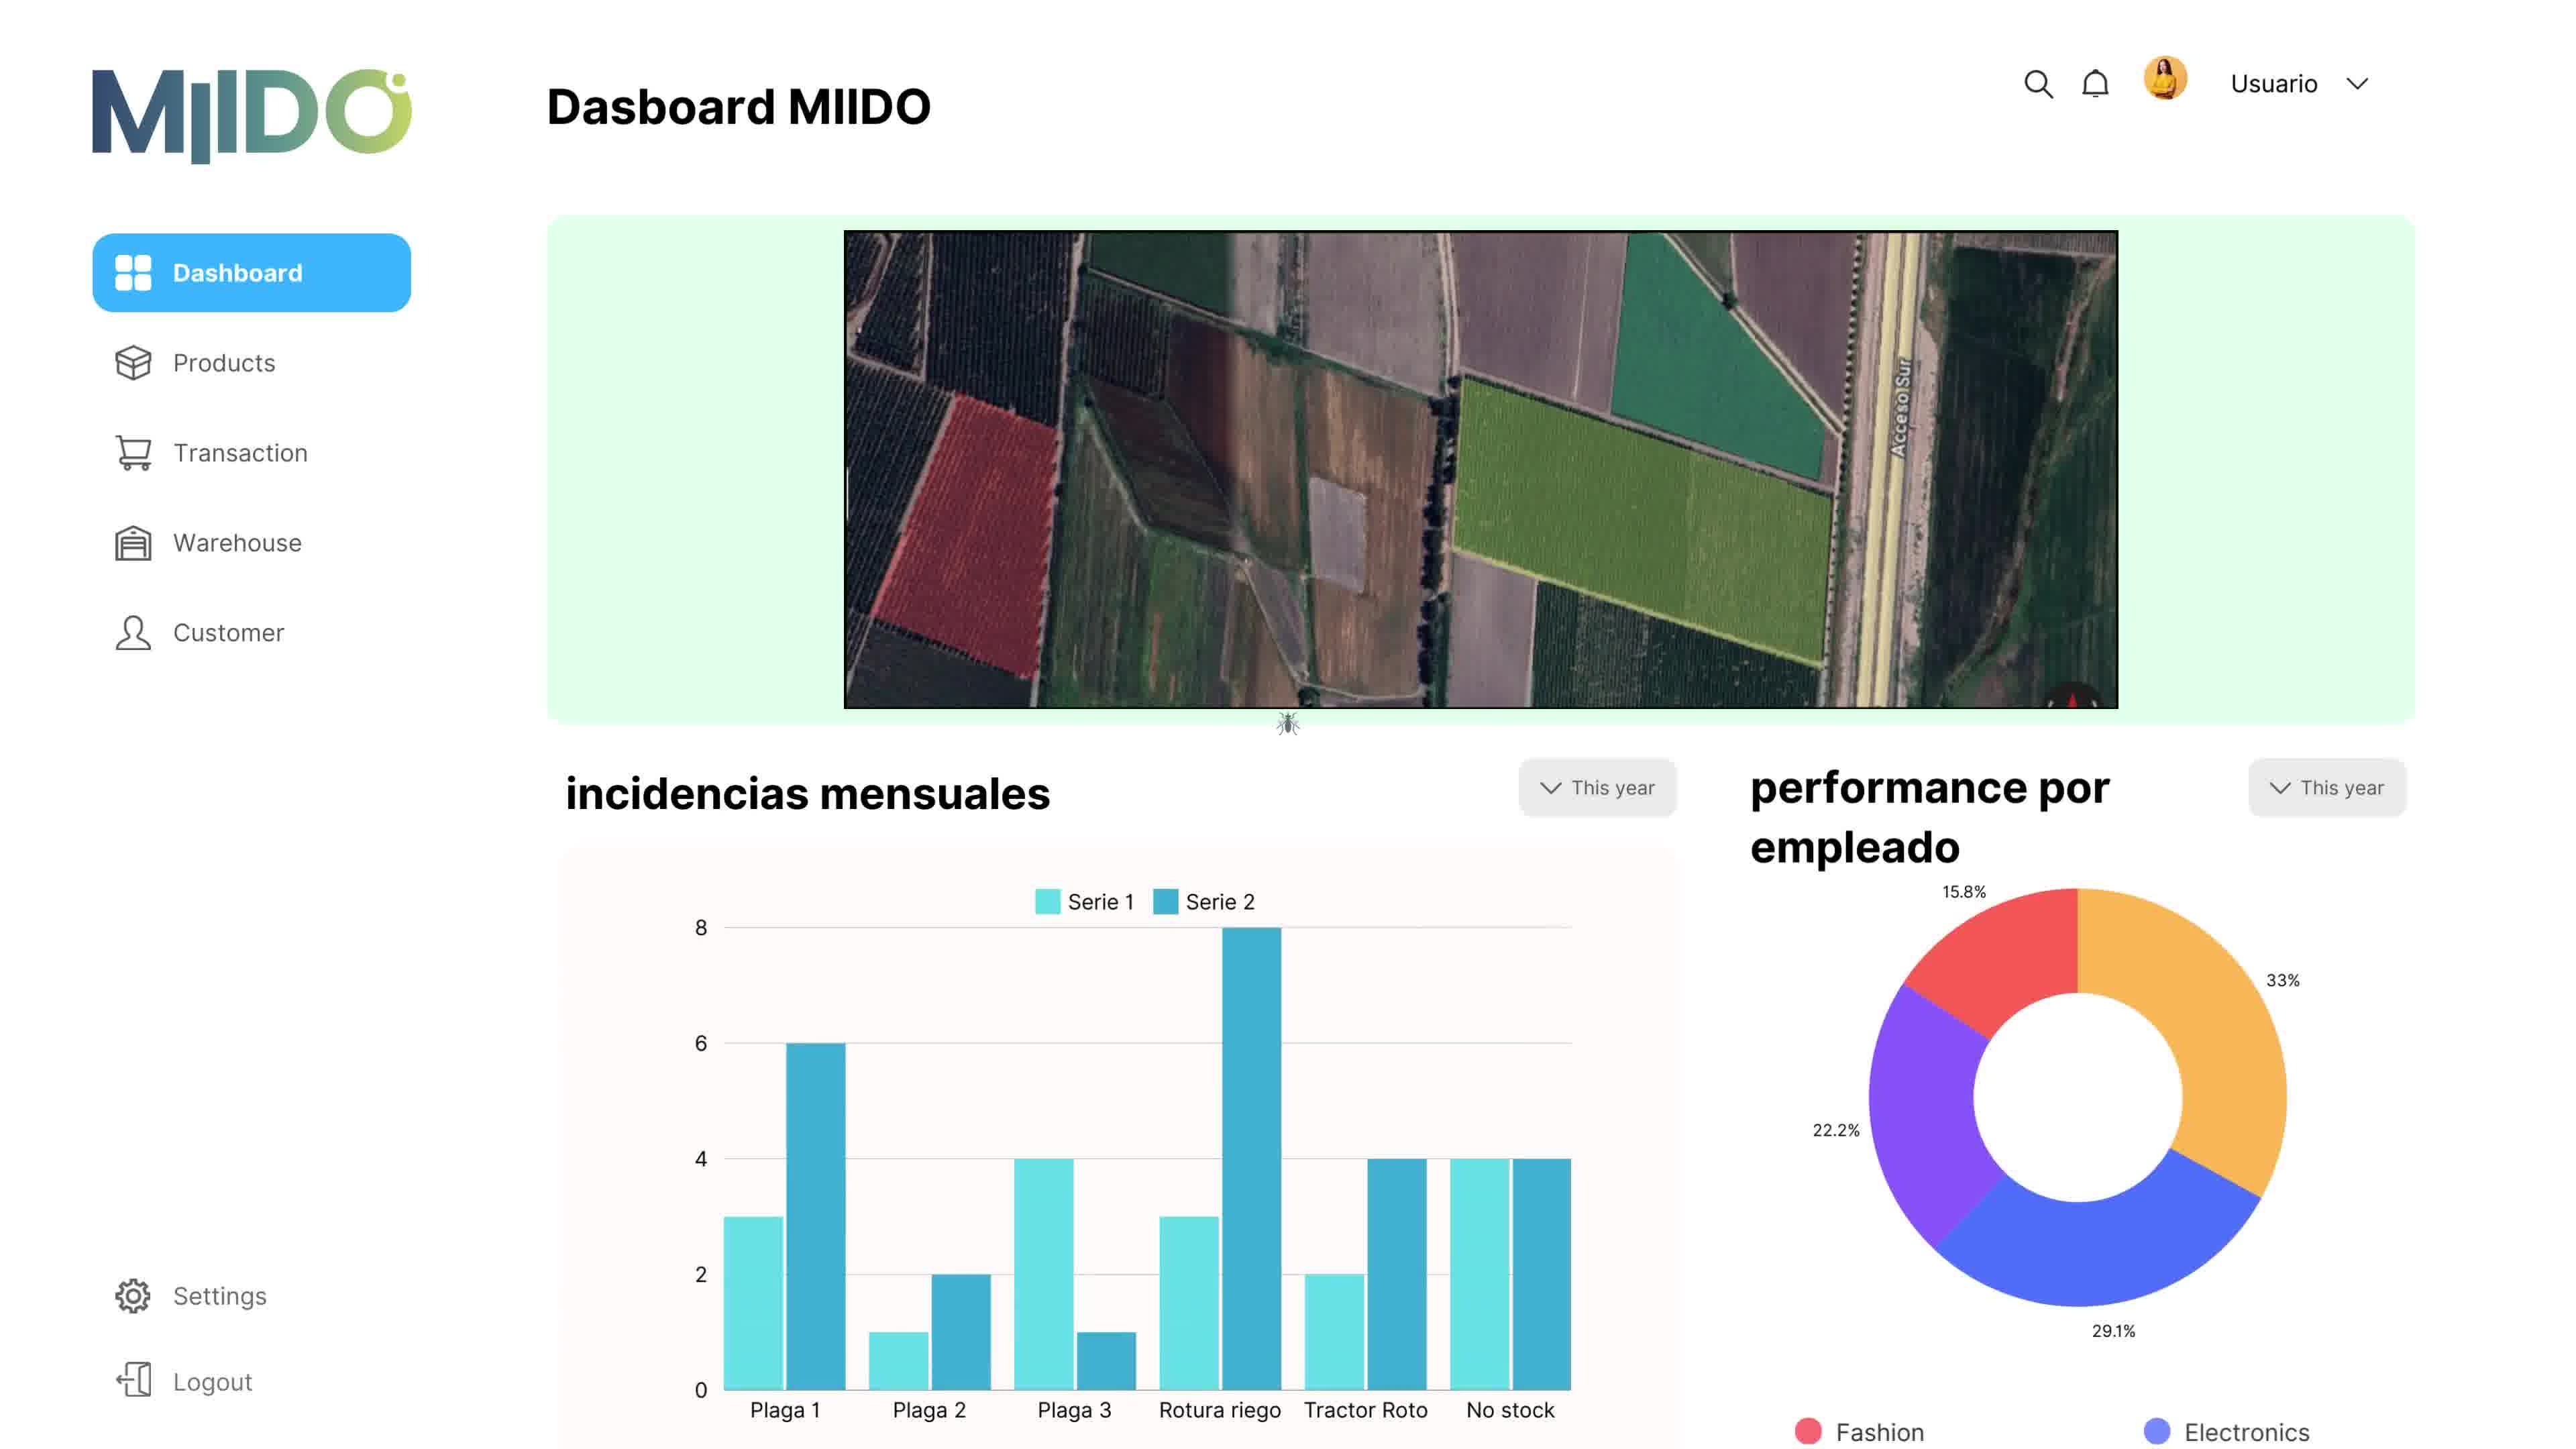 MIIDO
Dasboard MIIDO
Usuario
Dashboard
Products
Transaction
Warehouse
Customer
Settings
Logout
Acceso Sur
incidencias mensuales
This year
Serie 1 Serie 2
8
6
4
2
0
Plaga 1 Plaga 2 Plaga 3 Rotura riego Tractor Roto No stock
performance por
empleado
This year
15.8%
33%
22.2%
29.1%
Fashion Electronics